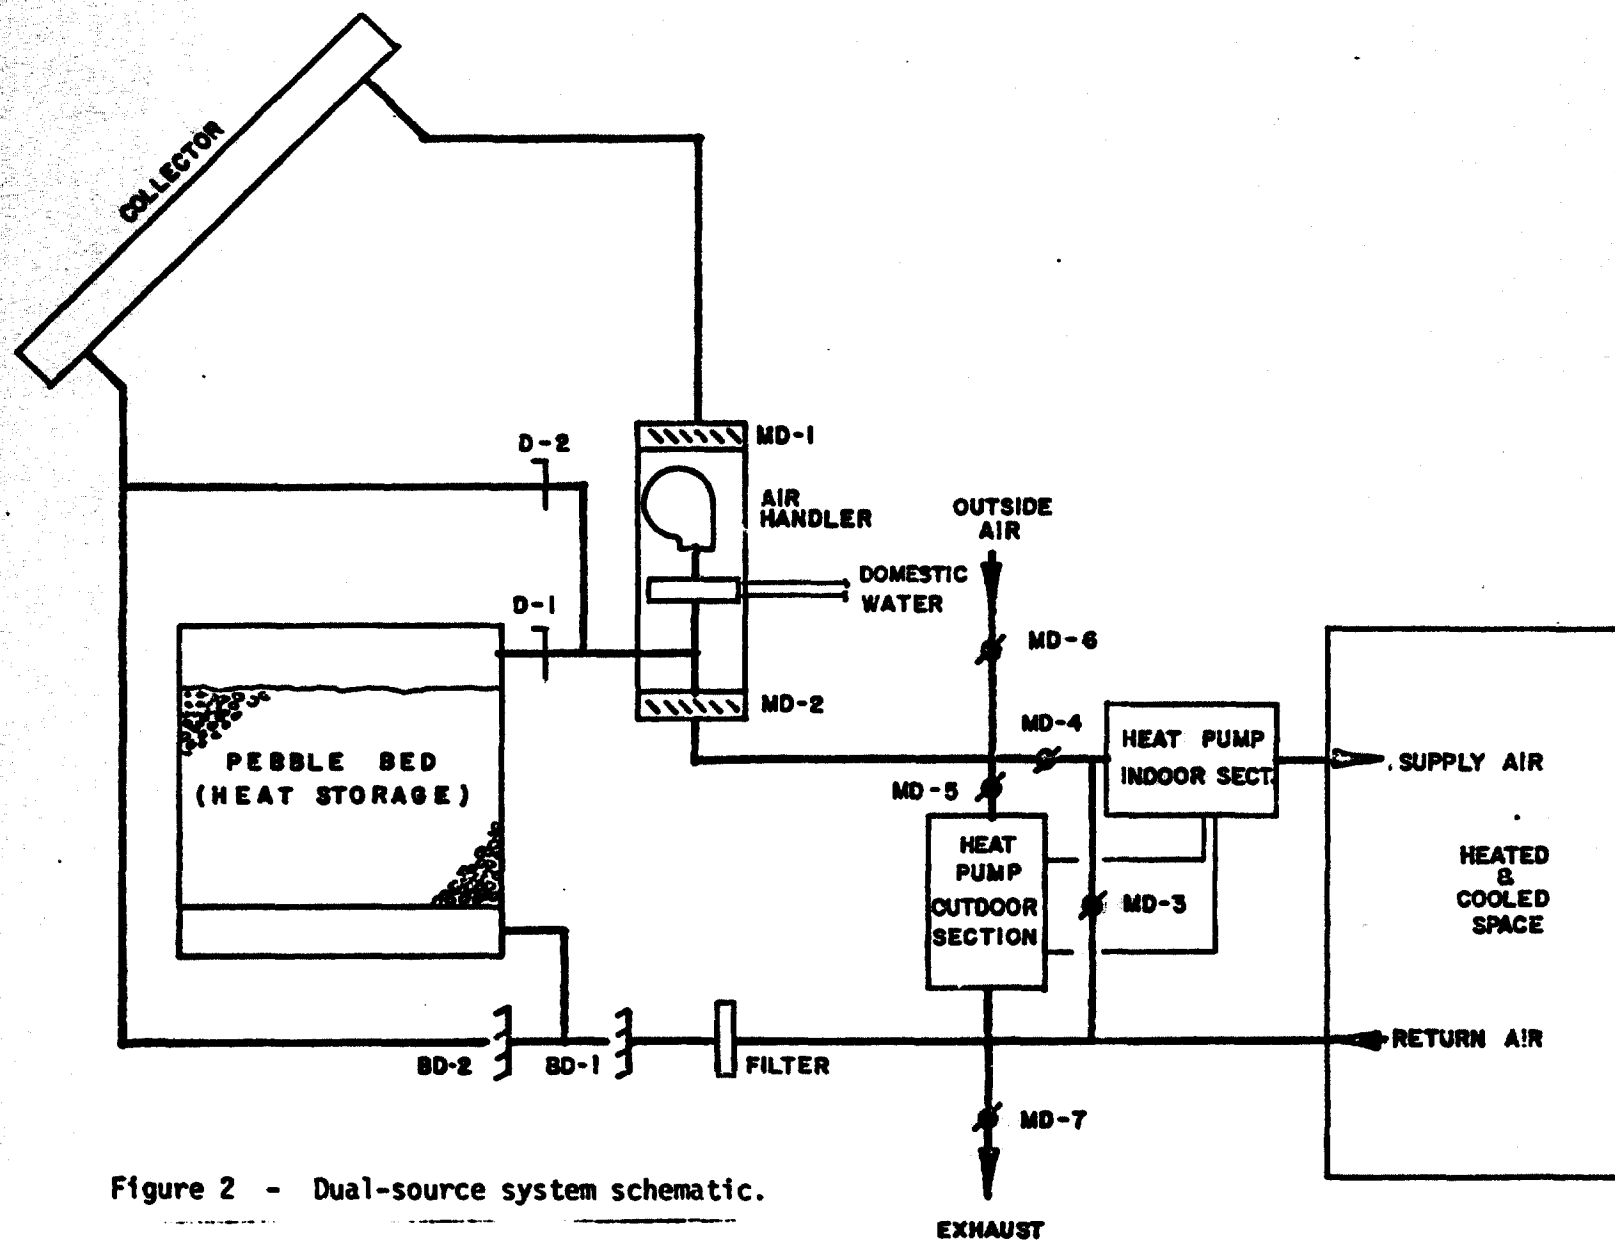 COLLECTOR
D-2
MD-1
AIR
HANDLER
OUTSIDE
AIR
DOMESTIC
WATER
D-1
MD-6
MD-2
MD-4
HEAT PUMP
INDOOR SECT.
SUPPLY AIR
PEBBLE BED
(HEAT STORAGE)
MD-5
HEAT
PUMP
OUTDOOR
SECTION
MD-3
HEATED
&
COOLED
SPACE
BD-2
BD-1
FILTER
RETURN AIR
MD-7
EXHAUST
Figure 2 - Dual-source system schematic.